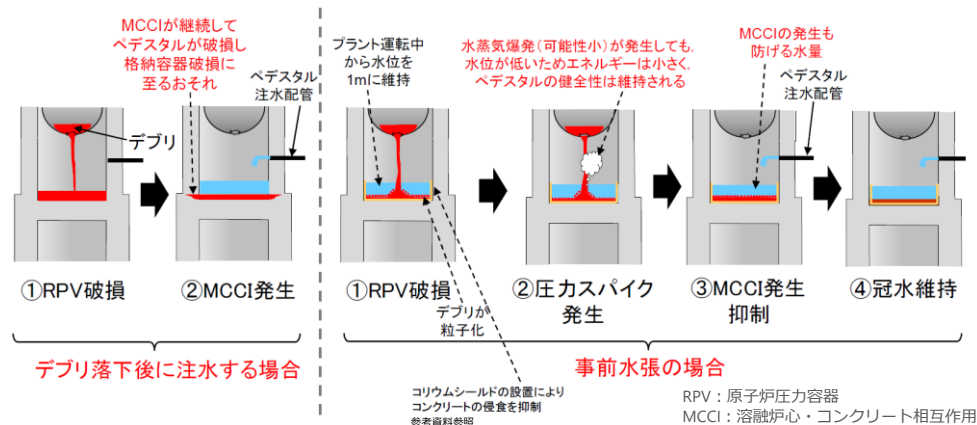 MCCIが継続して
ペデスタルが破損し
格納容器破損に
至るおそれ
ペデスタル
注水配管
デブリ
①RPV破損
②MCCI発生
デブリ落下後に注水する場合
プラント運転中
から水位を
1mに維持
水蒸気爆発(可能性小)が発生しても,
水位が低いためエネルギーは小さく,
ペデスタルの健全性は維持される
MCCIの発生も
防げる水量
ペデスタル
注水配管
①RPV破損
②圧力スパイク
発生
③MCCI発生
抑制
④冠水維持
デブリが
粒子化
事前水張の場合
コリウムシールドの設置により
コンクリートの侵食を抑制
参考資料参照
RPV:原子炉圧力容器
MCCI:溶融炉心・コンクリート相互作用